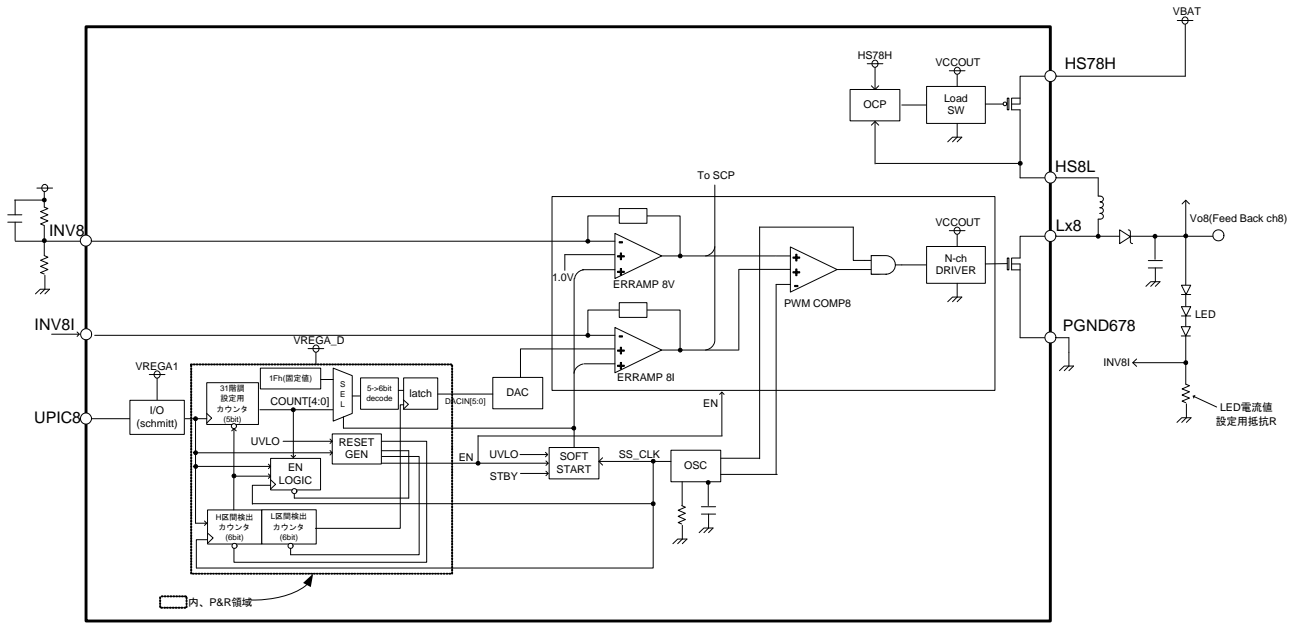 VBAT
HS78H
VCCOUT
HS78H
OCP
Load
SW
HS8L
To SCP
Lx8
Vo8(Feed Back ch8)
INV8
VCCOUT
-
+
+
1.0V
ERRAMP 8V
+
+
-
PWM COMP8
N-ch
DRIVER
LED
PGND678
INV8I
INV8I
VREGA_D
-
+
+
ERRAMP 8I
VREGA1
1Fh(固定値)
S
E
L
5->6bit
decode
latch
DACIN[5:0]
DAC
31階調
設定用
カウンタ
(5bit)
COUNT[4:0]
EN
LED電流値
設定用抵抗R
UPIC8
I/O
(schmitt)
UVLO
RESET
GEN
EN
UVLO
STBY
SOFT
START
SS_CLK
OSC
EN
LOGIC
H区間検出
カウンタ
(6bit)
L区間検出
カウンタ
(6bit)
内、P&R領域